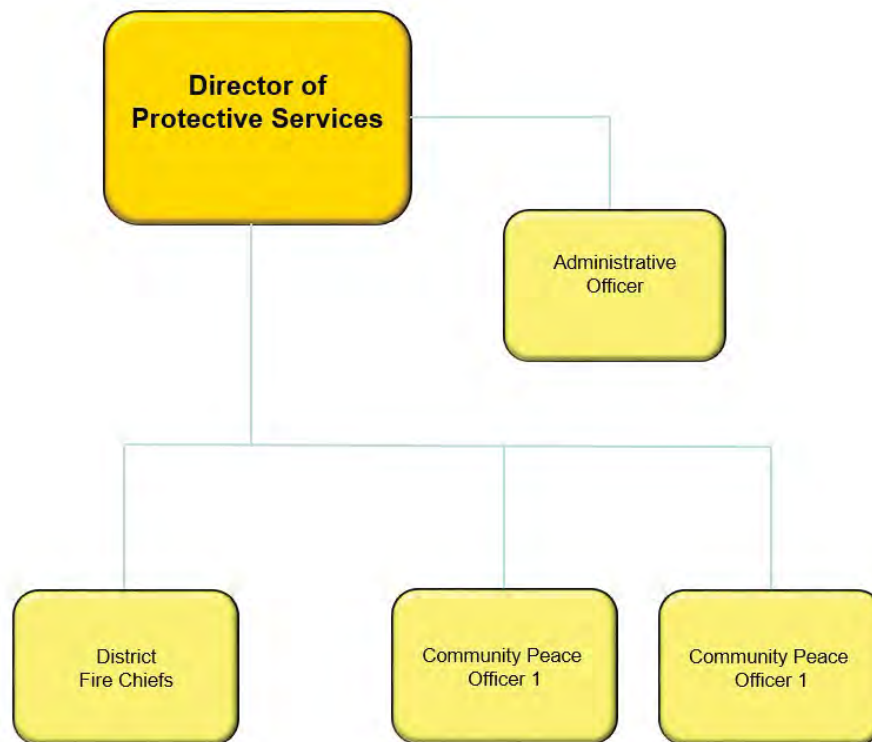 Director of
Protective Services
Administrative
Officer
District
Fire Chiefs
Community Peace
Officer 1
Community Peace
Officer 1